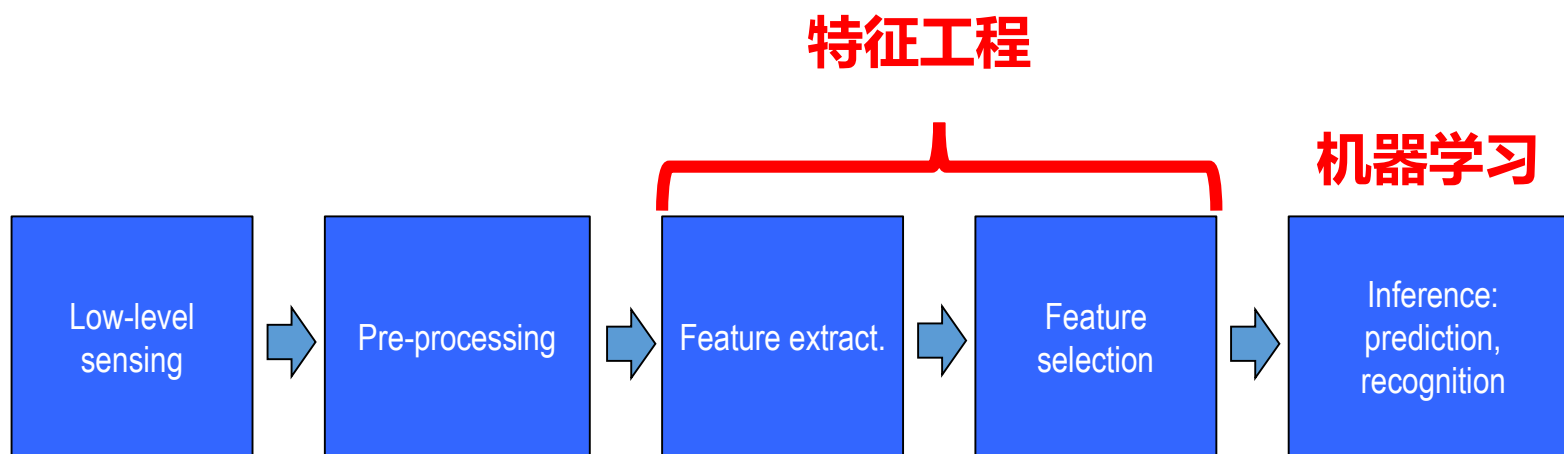 特征工程
机器学习
Low-level
sensing
Pre-processing
Feature extract.
Feature
selection
Inference:
prediction,
recognition